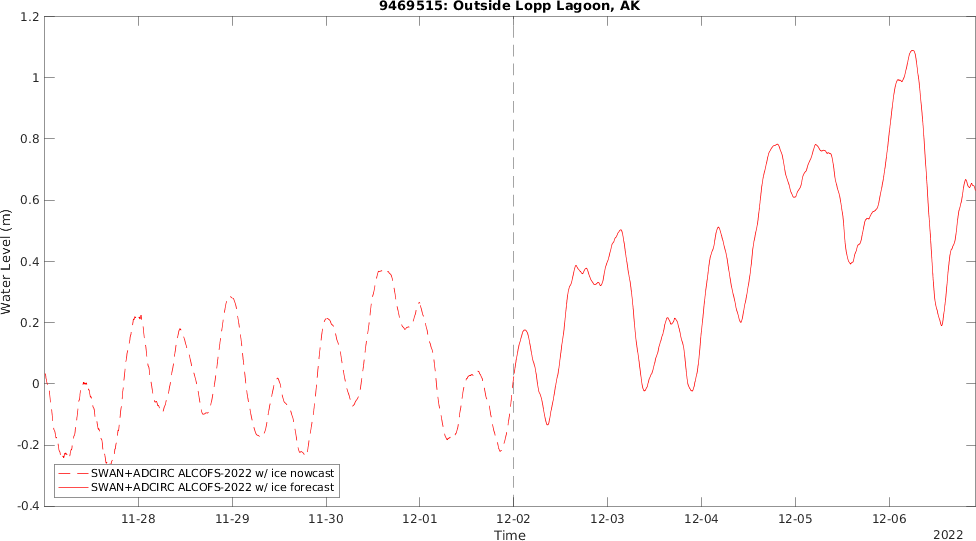 9469515: Outside Lopp Lagoon, AK
1.2
1
0.8
0.6
0.4
0.2
0
-0.2
-0.4
Water Level (m)
SWAN+ADCIRC ALCOFS-2022 w/ ice nowcast
SWAN+ADCIRC ALCOFS-2022 w/ ice forecast
11-28 11-29 11-30 12-01 12-02 12-03 12-04 12-05 12-06
Time
2022